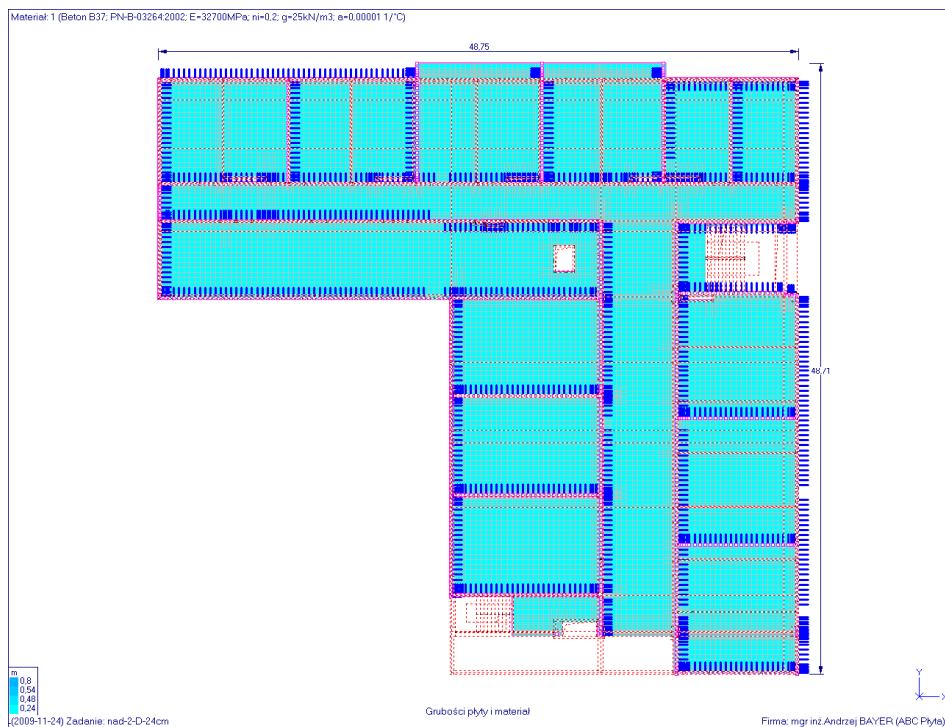 Materiał: 1 (Beton B37; PN-B-03264:2002; E=32700MPa; ni=0,2; g=25kN/m3; a=0,00001 1/°C)
48,75
48,71
m
0,8
0,54
0,48
0,24
Y
X
Grubości płyty i materiał
(2009-11-24) Zadanie: nad-2-D-24cm
Firma: mgr inż.Andrzej BAYER (ABC Płyta)